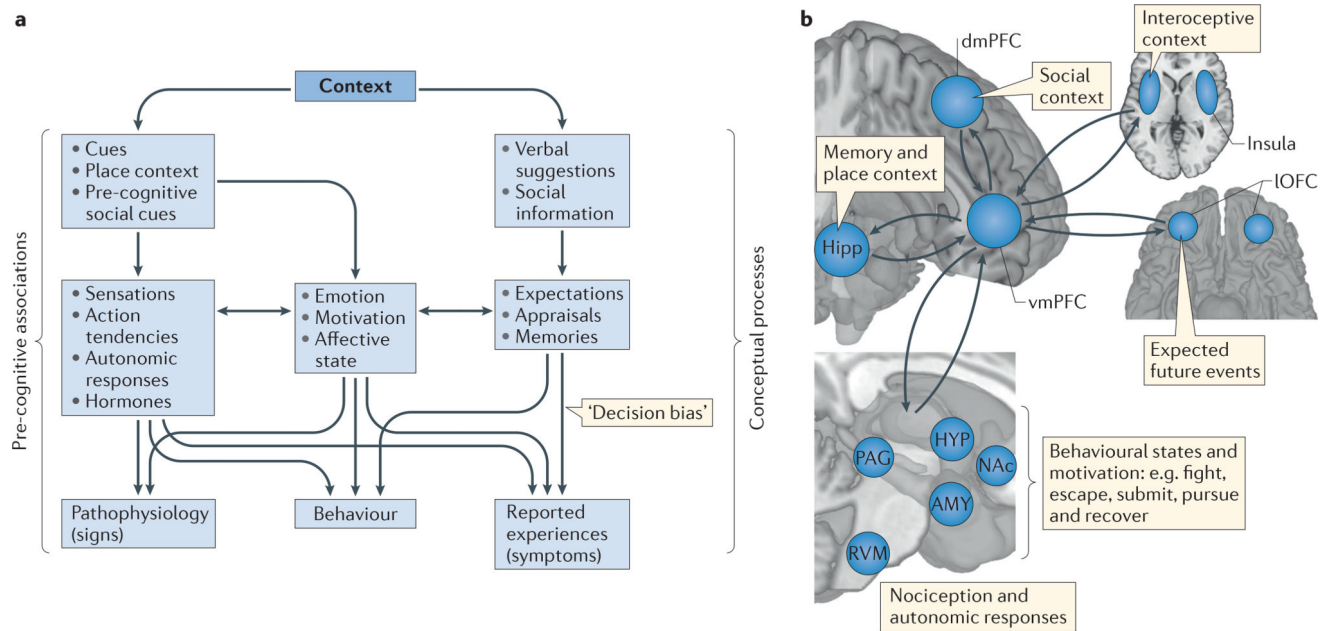 a
Context
Pre-cognitive associations
• Cues
• Place context
• Pre-cognitive
social cues
• Verbal
suggestions
• Social
information
• Sensations
• Action
tendencies
• Autonomic
responses
• Hormones
• Emotion
• Motivation
• Affective
state
• Expectations
• Appraisals
• Memories
'Decision bias'
Pathophysiology
(signs)
Behaviour
Reported
experiences
(symptoms)
Conceptual processes
b
dmPFC
Interoceptive
context
Social
context
Insula
Memory and
place context
lOFC
Hipp
vmPFC
Expected
future events
HYP
PAG
NAc
AMY
RVM
Behavioural states and
motivation: e.g. fight,
escape, submit, pursue
and recover
Nociception and
autonomic responses